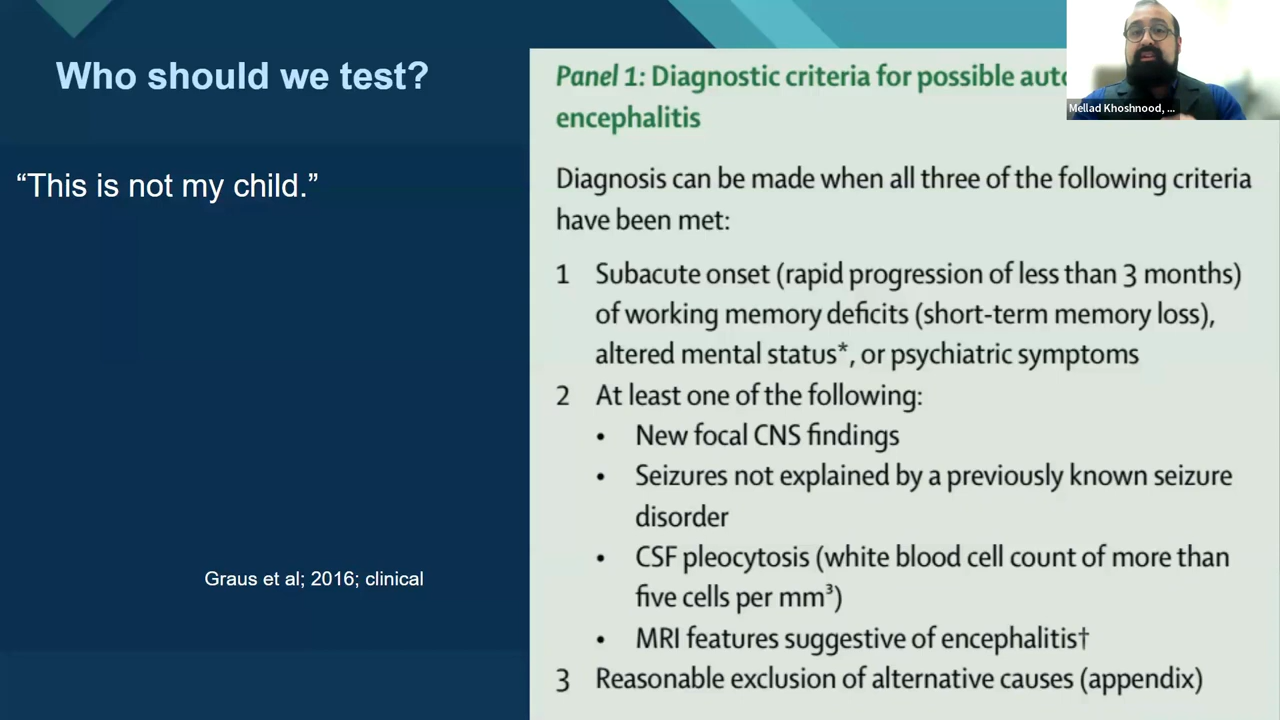 Who should we test?
“This is not my child.”
Graus et al; 2016; clinical
Panel 1: Diagnostic criteria for possible
encephalitis
Diagnosis can be made when all three of the following criteria
have been met:
1 Subacute onset (rapid progression of less than 3 months)
of working memory deficits (short-term memory loss),
altered mental status*, or psychiatric symptoms
2 At least one of the following:
• New focal CNS findings
• Seizures not explained by a previously known seizure
disorder
• CSF pleocytosis (white blood cell count of more than
five cells per mm³)
• MRI features suggestive of encephalitis†
3 Reasonable exclusion of alternative causes (appendix)
Mellad Khoshnood, ...